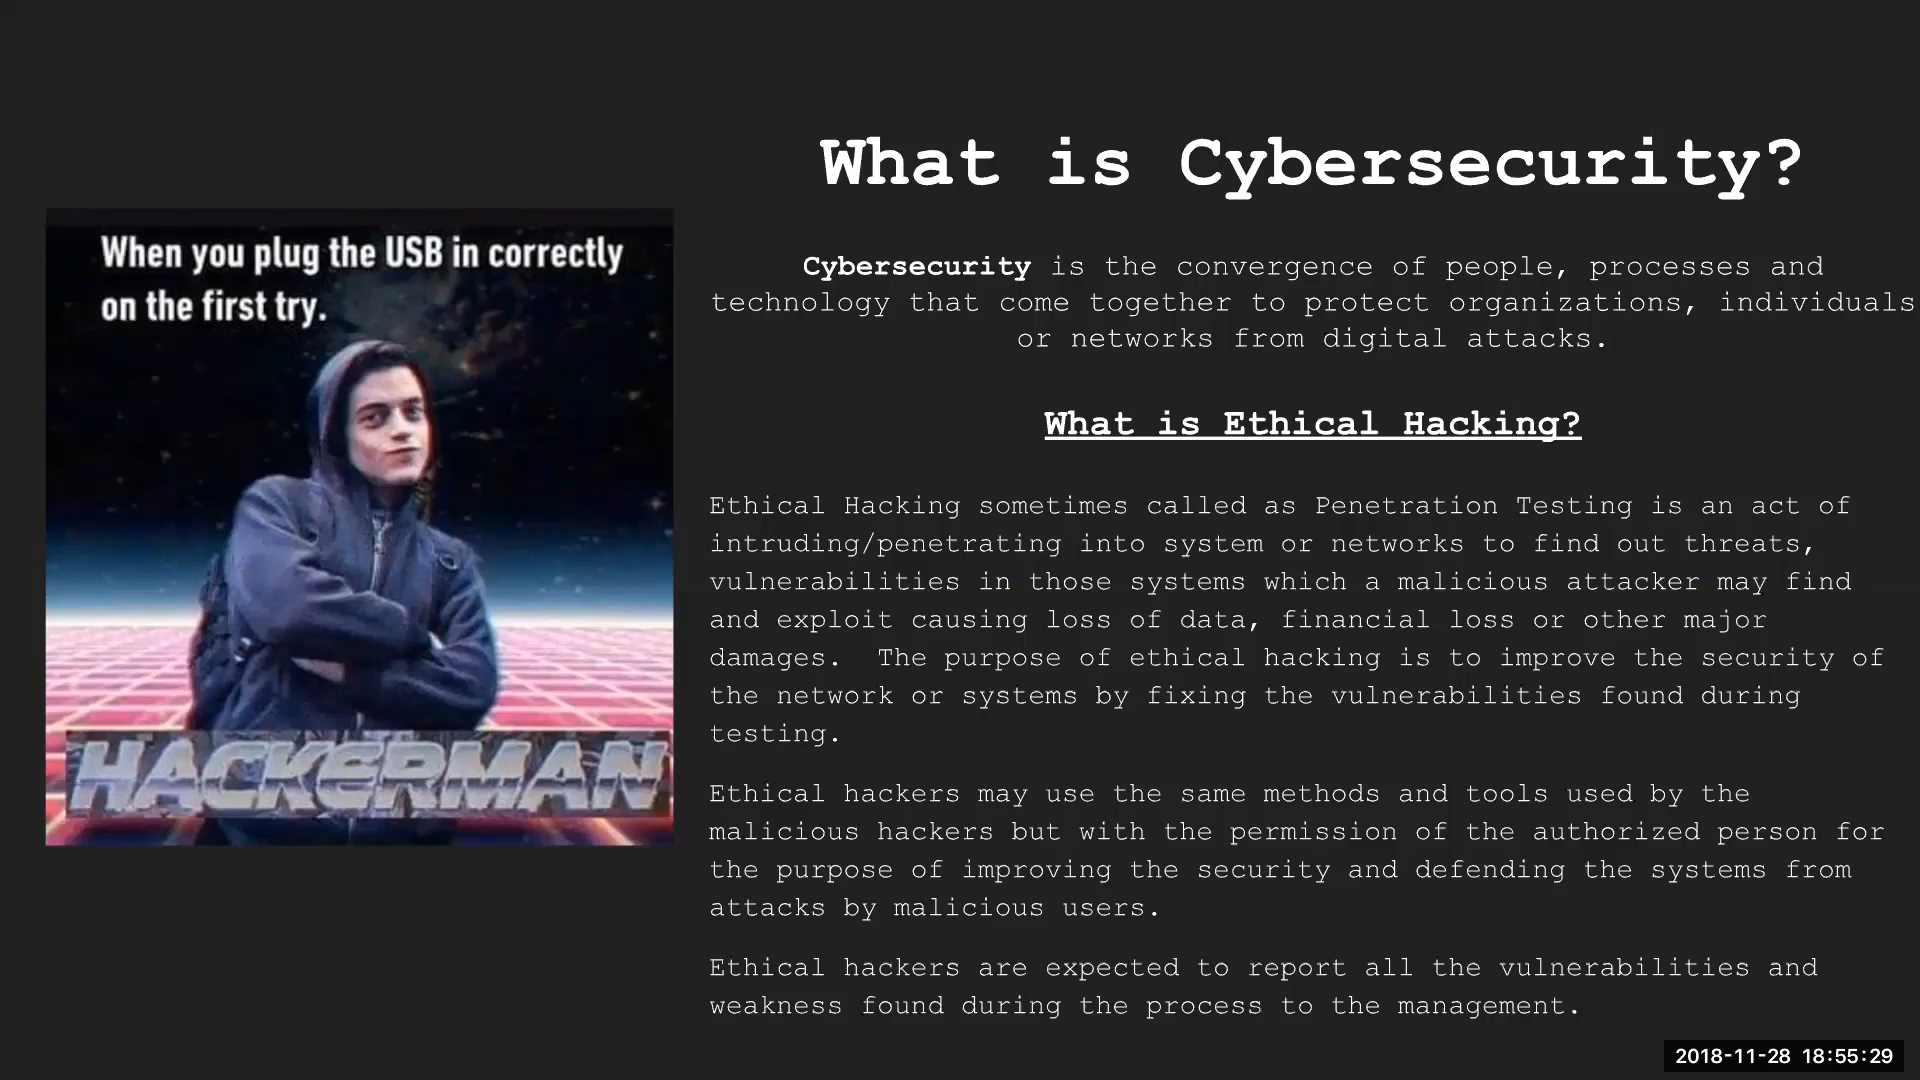 What is Cybersecurity?
When you plug the USB in correctly
on the first try.
HACKERMAN
Cybersecurity is the convergence of people, processes and
technology that come together to protect organizations, individuals
or networks from digital attacks.
What is Ethical Hacking?
Ethical Hacking sometimes called as Penetration Testing is an act of
intruding/penetrating into system or networks to find out threats,
vulnerabilities in those systems which a malicious attacker may find
and exploit causing loss of data, financial loss or other major
damages.  The purpose of ethical hacking is to improve the security of
the network or systems by fixing the vulnerabilities found during
testing.
Ethical hackers may use the same methods and tools used by the
malicious hackers but with the permission of the authorized person for
the purpose of improving the security and defending the systems from
attacks by malicious users.
Ethical hackers are expected to report all the vulnerabilities and
weakness found during the process to the management.
2018-11-28 18:55:29